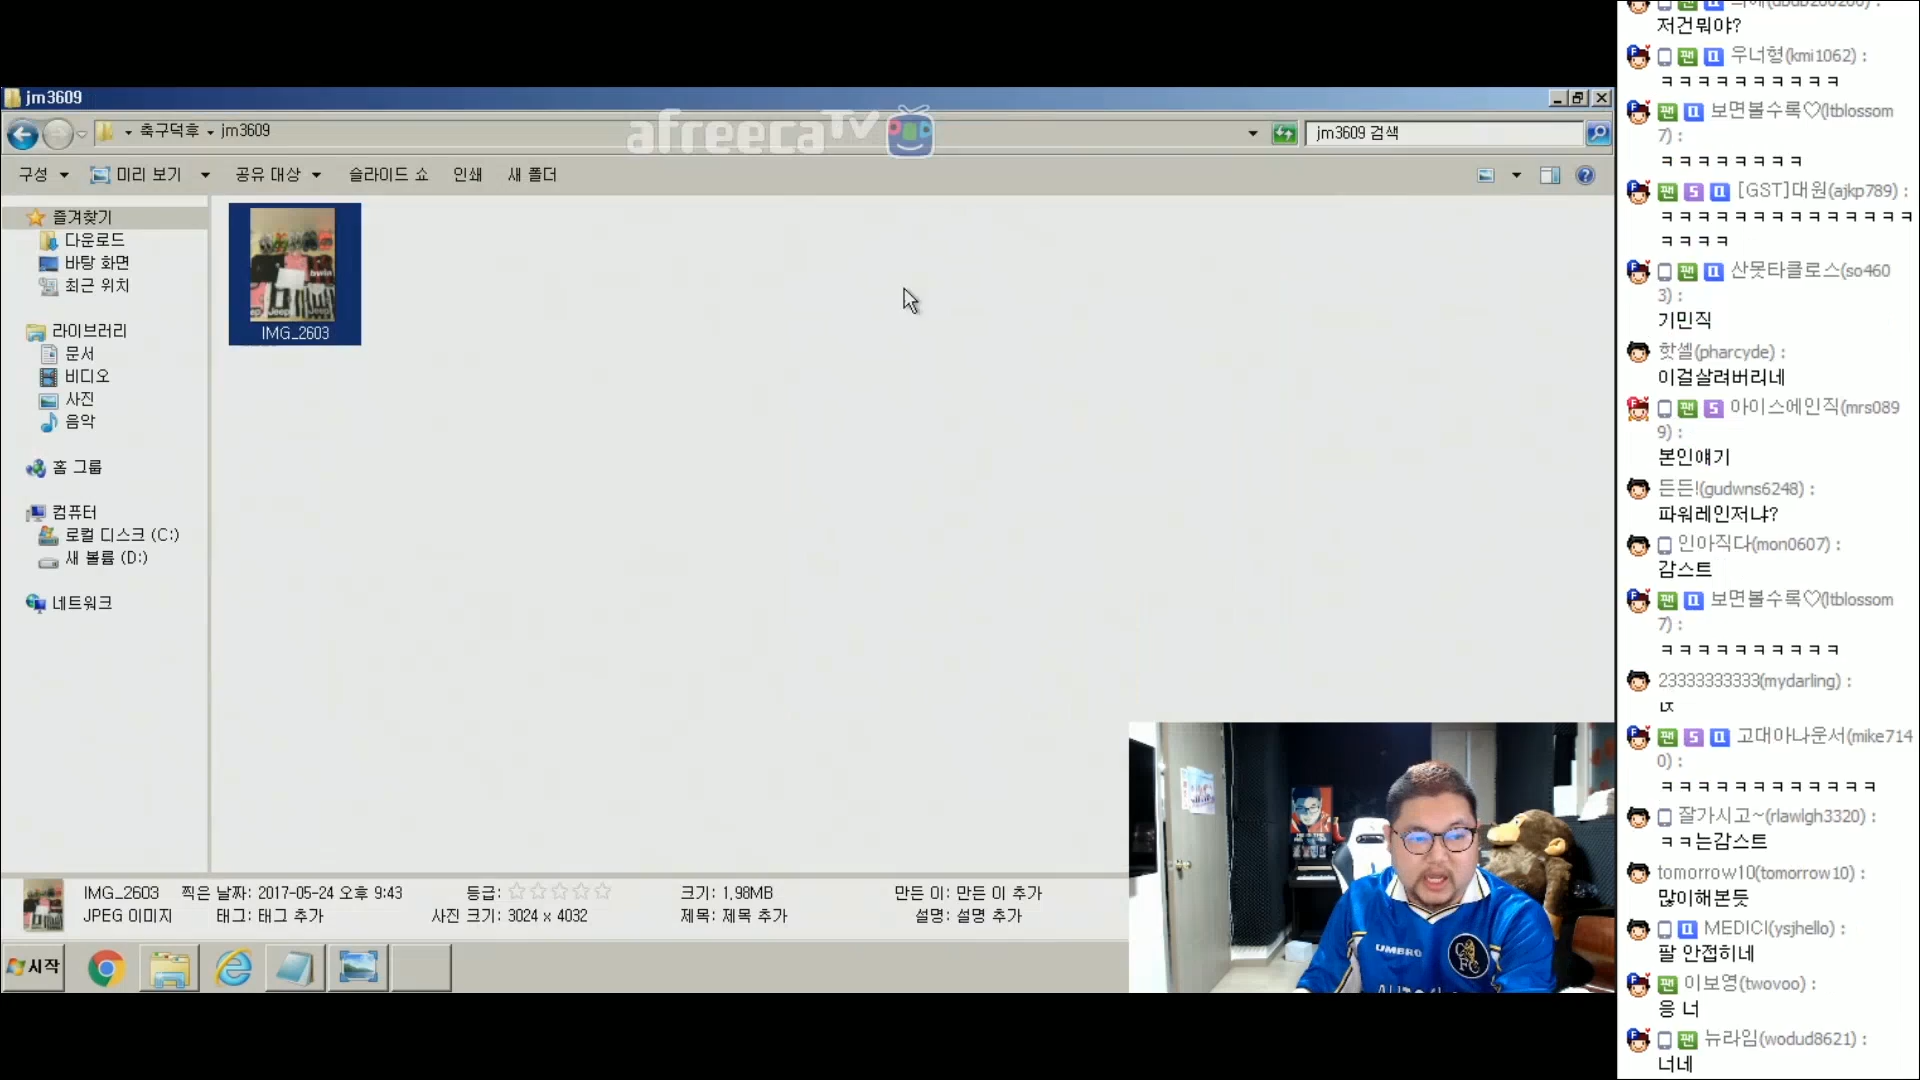 jm3609
afreecaTV
축구덕후 jm3609
jm3609 검색
구성 미리 보기 공유 대상 슬라이드 쇼 인쇄 새 폴더
즐겨찾기
다운로드
바탕 화면
최근 위치
라이브러리
문서
비디오
사진
음악
홈 그룹
컴퓨터
로컬 디스크 (C:)
새 볼륨 (D:)
네트워크
IMG_2603
IMG_2603 찍은 날짜: 2017-05-24 오후 9:43 등급: 크기: 1.98MB 만든 이: 만든 이 추가
JPEG 이미지 태그: 태그 추가 사진 크기: 3024 x 4032 제목: 제목 추가 설명: 설명 추가
시작
UMBRO
저건뭐야?
팬 우너형(kmi1062) :
ㅋㅋㅋㅋㅋㅋㅋㅋㅋㅋ
팬 보면볼수록♡(ltblossom
7) :
ㅋㅋㅋㅋㅋㅋㅋㅋ
팬 S [GST]대원(ajkp789) :
ㅋㅋㅋㅋㅋㅋㅋㅋㅋㅋㅋㅋㅋㅋ
ㅋㅋㅋㅋ
팬 산못타클로스(so460
3) :
기민직
핫셀(pharcyde) :
이걸살려버리네
팬 S 아이스에인직(mrs089
9) :
본인얘기
든든!(gudwns6248) :
파워레인저냐?
인아직다(mon0607) :
감스트
팬 보면볼수록♡(ltblossom
7) :
ㅋㅋㅋㅋㅋㅋㅋㅋㅋㅋ
23333333333(mydarling) :
ㄵ
팬 S 고대아나운서(mike714
0) :
ㅋㅋㅋㅋㅋㅋㅋㅋㅋㅋㅋㅋ
잘가시고~(rlawlgh3320) :
ㅋㅋ는감스트
tomorrow10(tomorrow10) :
많이해본듯
MEDICI(ysjhello) :
팔 안접히네
팬 이보영(twovoo) :
응 너
팬 뉴라임(wodud8621) :
너네